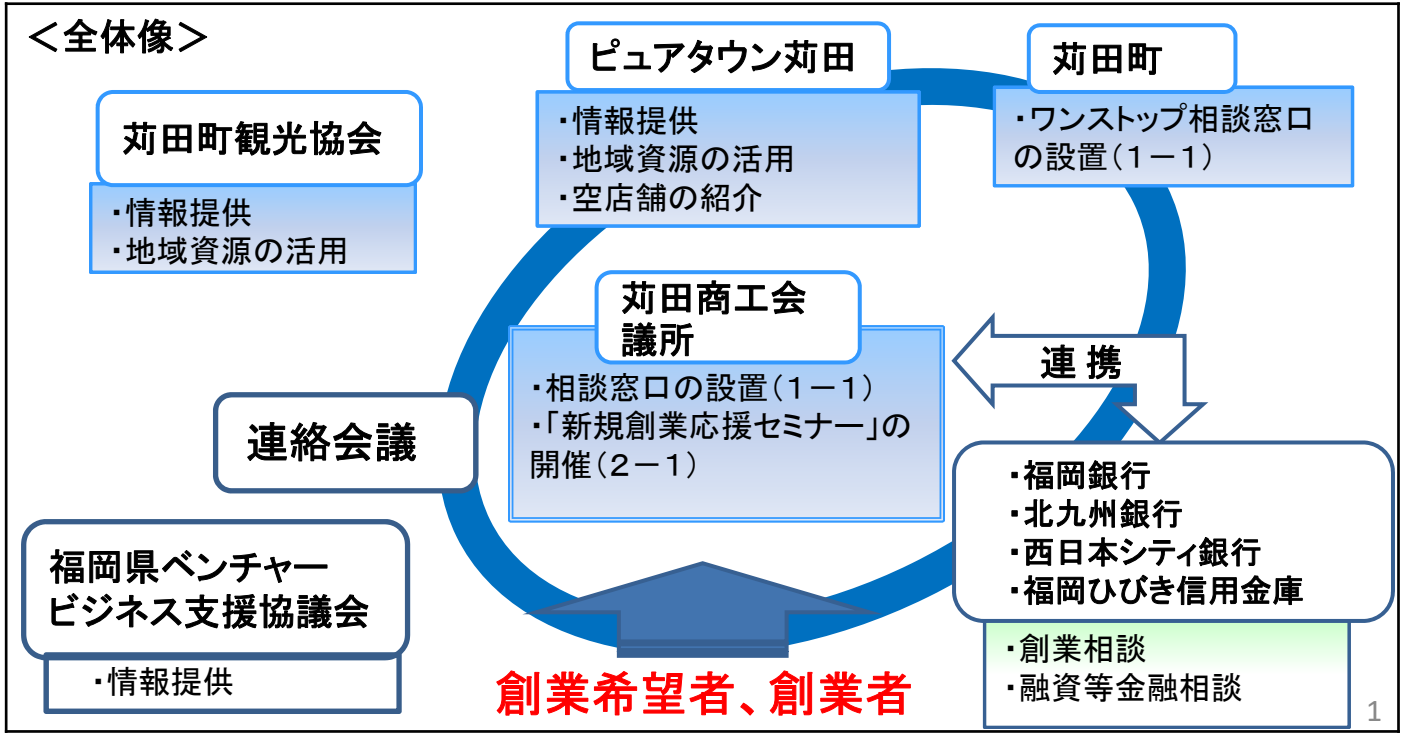 ＜全体像＞
ピュアタウン苅田
・情報提供
・地域資源の活用
・空店舗の紹介
苅田町
・ワンストップ相談窓口
の設置（１－１）
苅田町観光協会
・情報提供
・地域資源の活用
苅田商工会
議所
・相談窓口の設置（１－１）
・「新規創業応援セミナー」の
開催（２－１）
連 携
連絡会議
・福岡銀行
・北九州銀行
・西日本シティ銀行
・福岡ひびき信用金庫
・創業相談
・融資等金融相談
福岡県ベンチャー
ビジネス支援協議会
・情報提供
創業希望者、創業者
1